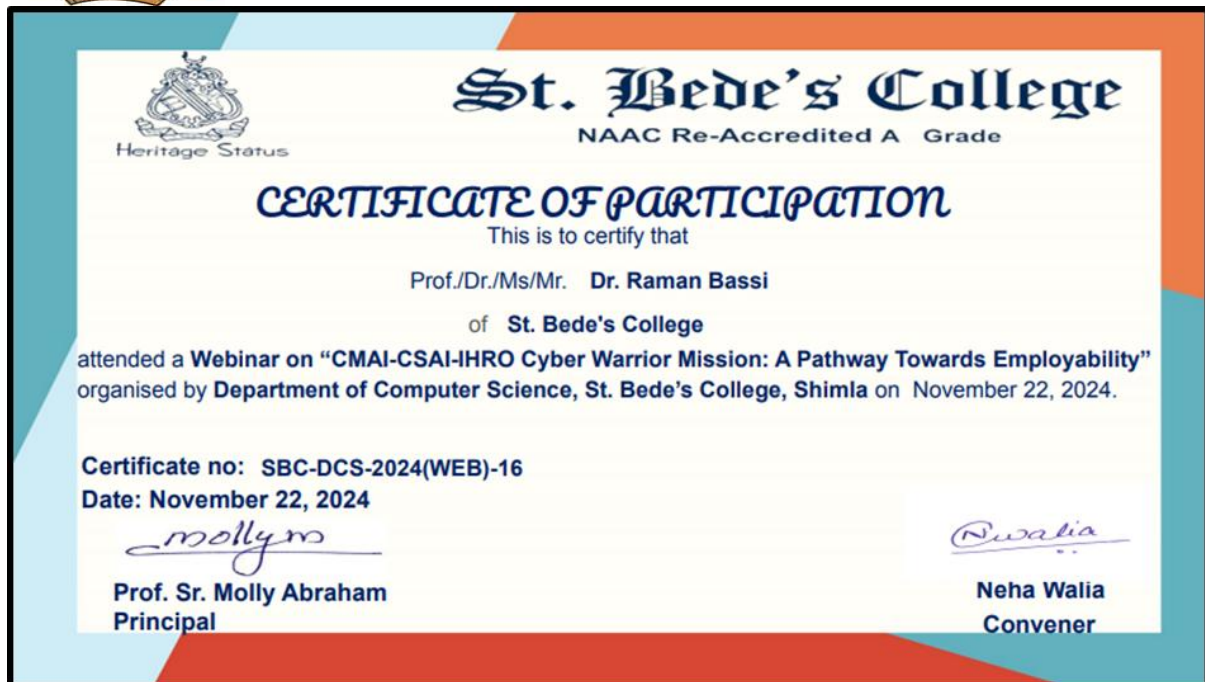 St. Bede's College
NAAC Re-Accredited A Grade
Heritage Status
CERTIFICATE OF PARTICIPATION
This is to certify that
Prof./Dr./Ms/Mr. Dr. Raman Bassi
of St. Bede's College
attended a Webinar on “CMAI-CSAI-IHRO Cyber Warrior Mission: A Pathway Towards Employability”
organised by Department of Computer Science, St. Bede’s College, Shimla on November 22, 2024.
Certificate no: SBC-DCS-2024(WEB)-16
Date: November 22, 2024
mollym
Nwalia
Prof. Sr. Molly Abraham
Principal
Neha Walia
Convener